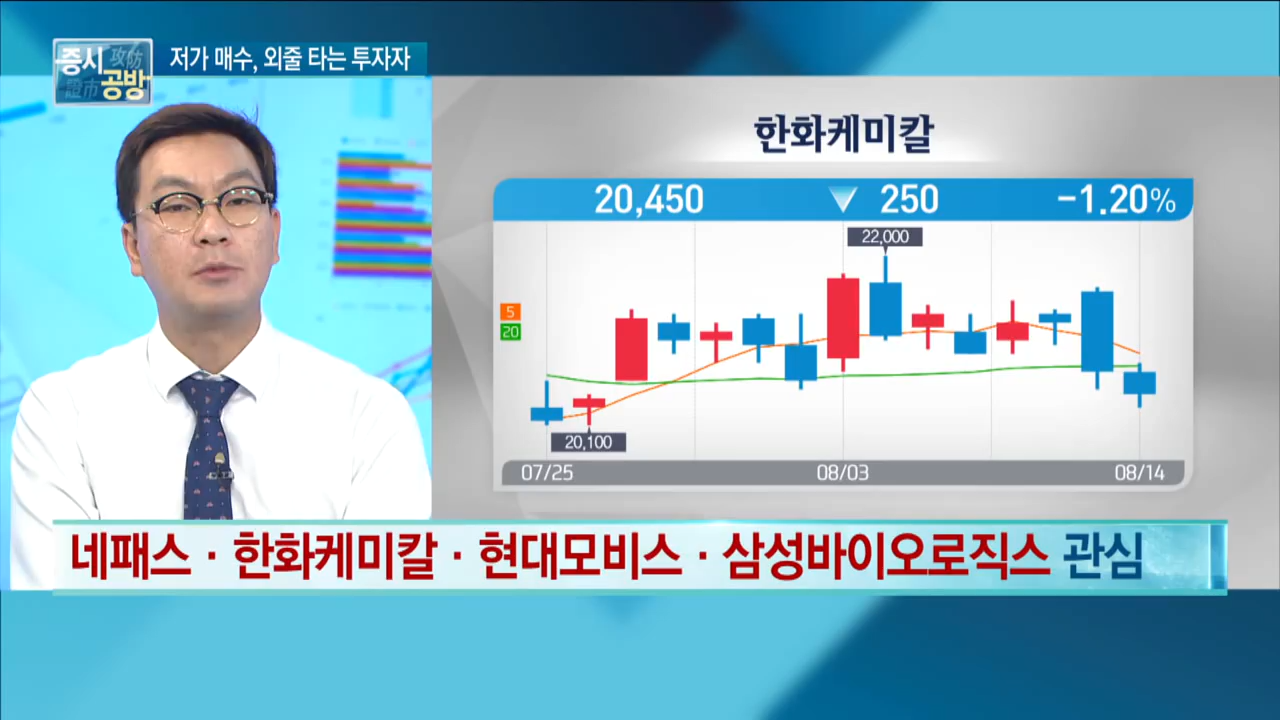 증시 攻防
證市 공방
저가 매수, 외줄 타는 투자자
한화케미칼
20,450 ▼ 250 -1.20%
22,000
5
20
20,100
07/25 08/03 08/14
네패스 · 한화케미칼 · 현대모비스 · 삼성바이오로직스 관심